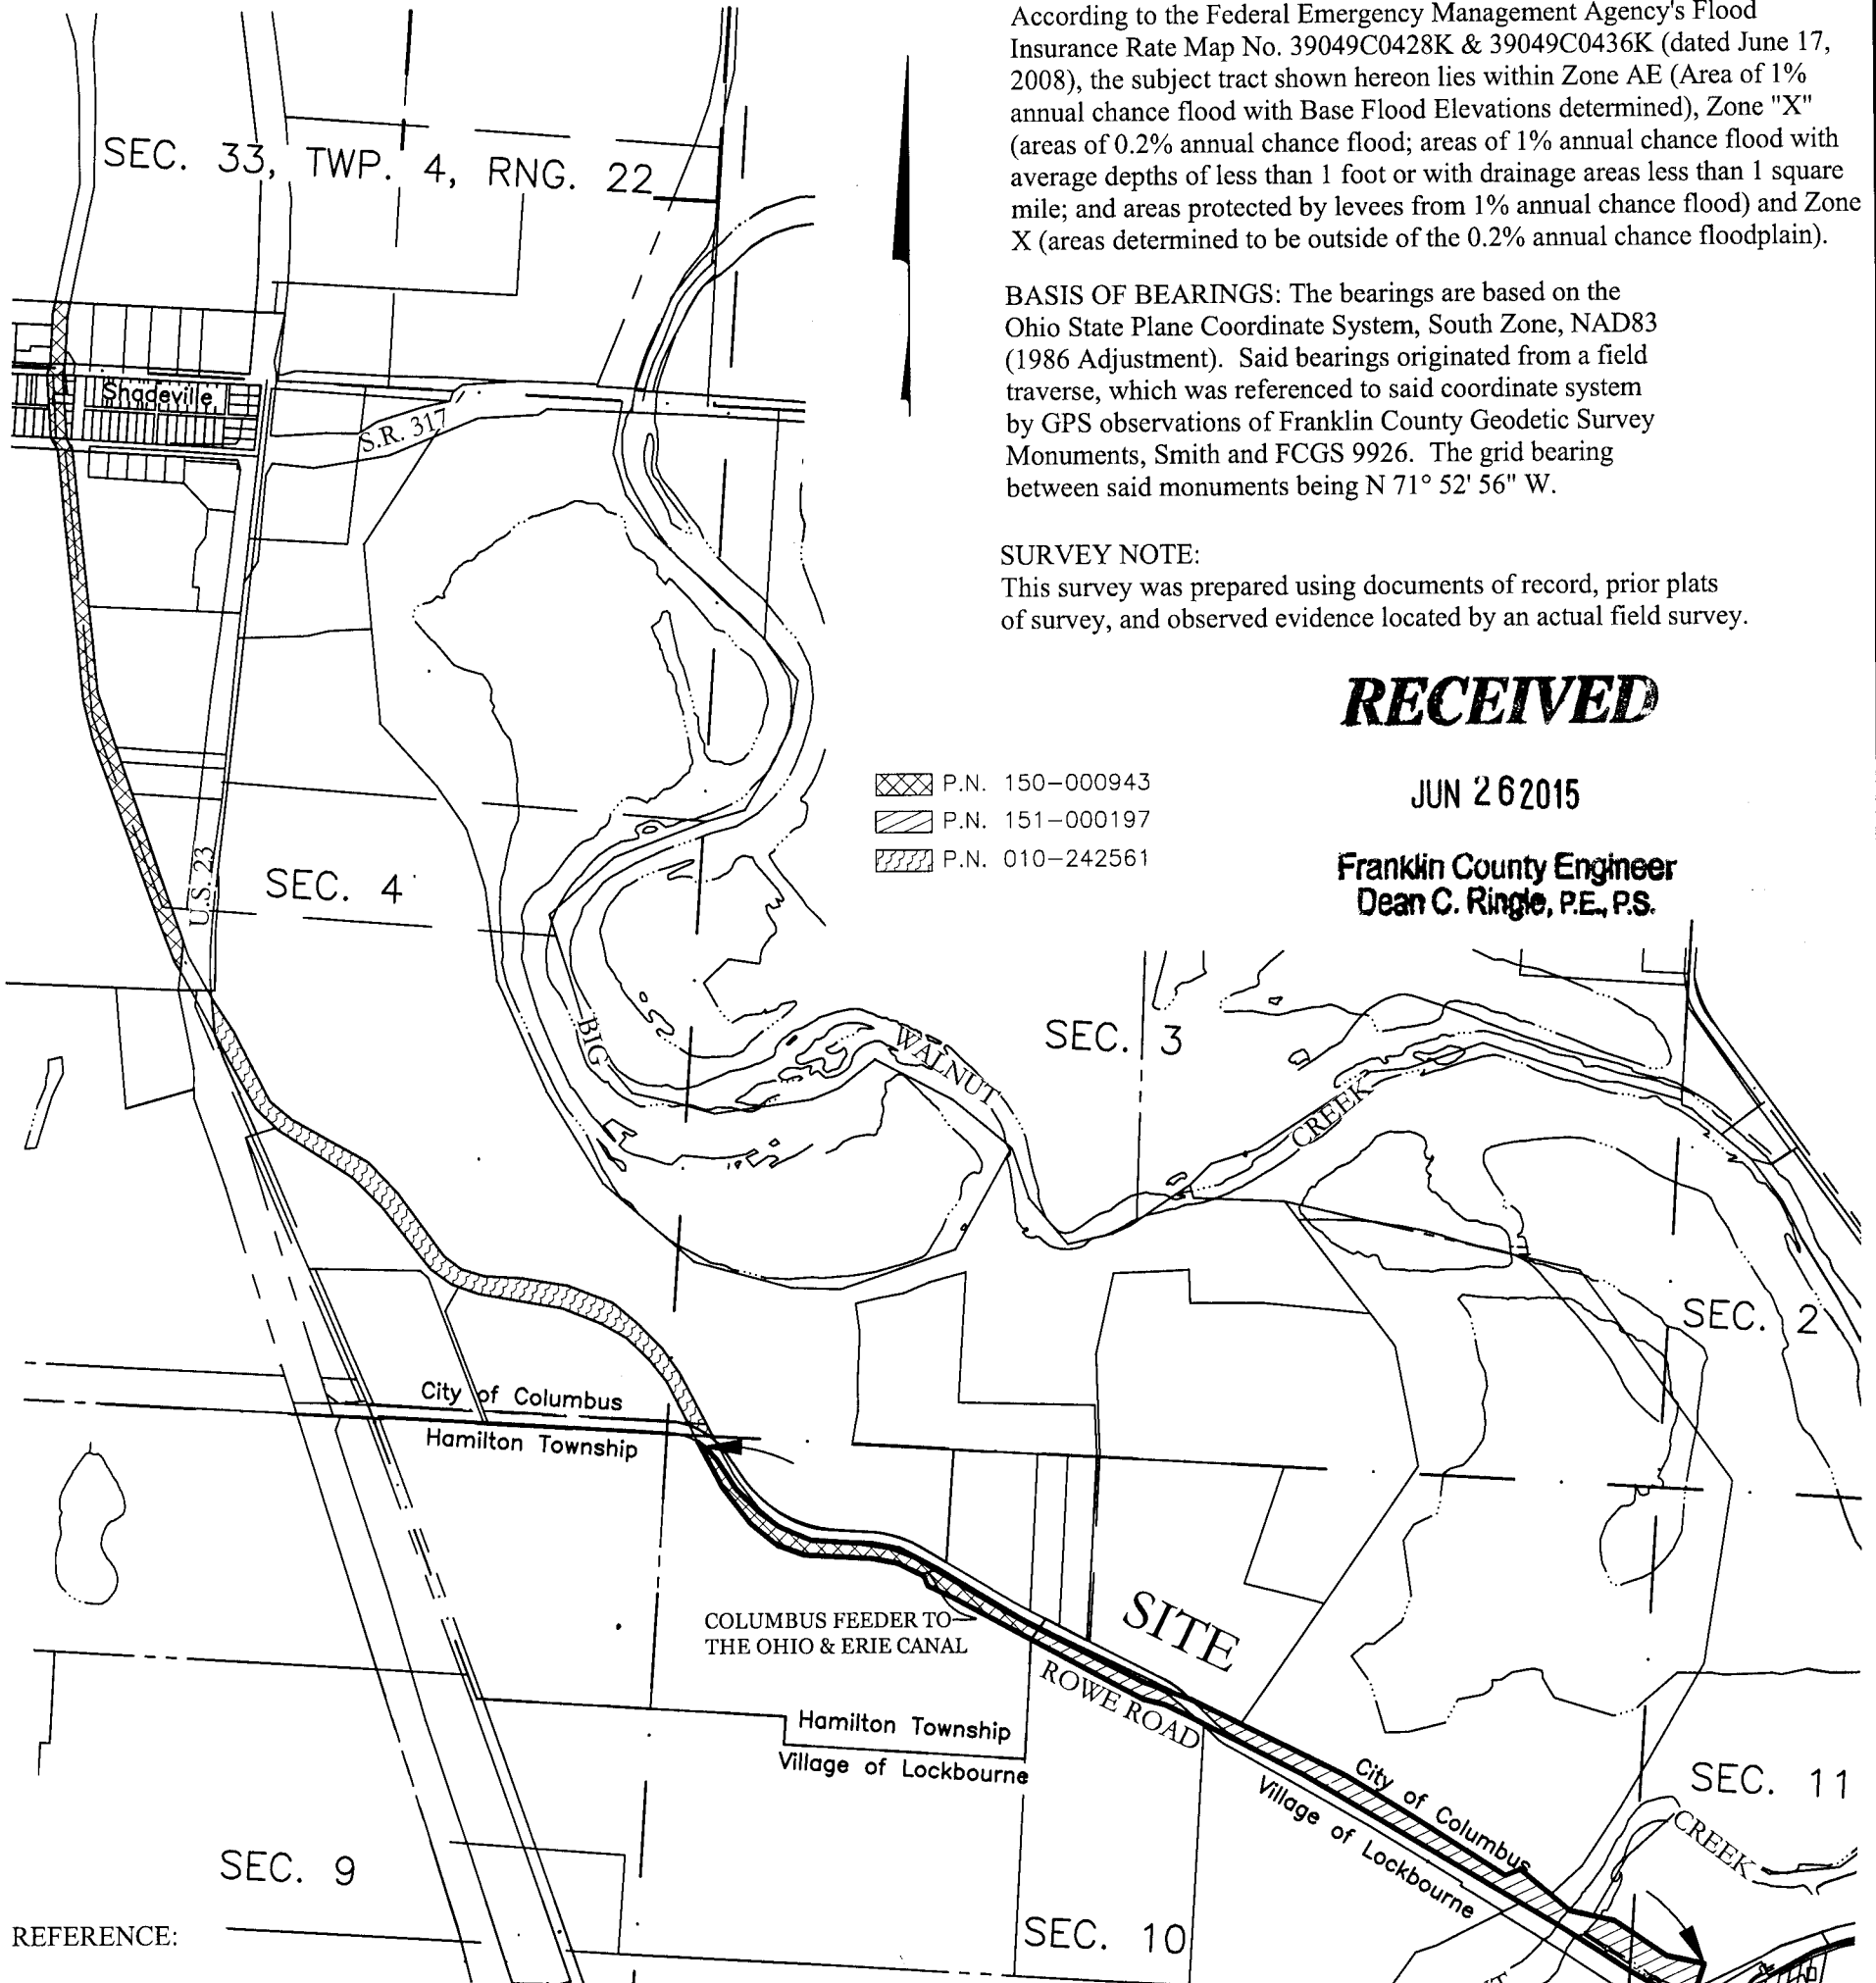 According to the Federal Emergency Management Agency's Flood
Insurance Rate Map No. 39049C0428K & 39049C0436K (dated June 17,
2008), the subject tract shown hereon lies within Zone AE (Area of 1%
annual chance flood with Base Flood Elevations determined), Zone "X"
(areas of 0.2% annual chance flood; areas of 1% annual chance flood with
average depths of less than 1 foot or with drainage areas less than 1 square
mile; and areas protected by levees from 1% annual chance flood) and Zone
X (areas determined to be outside of the 0.2% annual chance floodplain).
BASIS OF BEARINGS: The bearings are based on the
Ohio State Plane Coordinate System, South Zone, NAD83
(1986 Adjustment). Said bearings originated from a field
traverse, which was referenced to said coordinate system
by GPS observations of Franklin County Geodetic Survey
Monuments, Smith and FCGS 9926. The grid bearing
between said monuments being N 71° 52' 56" W.
SURVEY NOTE:
This survey was prepared using documents of record, prior plats
of survey, and observed evidence located by an actual field survey.
RECEIVED
JUN 26 2015
Franklin County Engineer
Dean C. Ringle, P.E., P.S.
P.N. 150-000943
P.N. 151-000197
P.N. 010-242561
SEC. 33, TWP. 4, RNG. 22
Shadeville
S.R. 317
U.S. 23
SEC. 4
BIG
WALNUT
CREEK
SEC. 3
SEC. 2
City of Columbus
Hamilton Township
COLUMBUS FEEDER TO
THE OHIO & ERIE CANAL
SITE
ROWE ROAD
Hamilton Township
Village of Lockbourne
City of Columbus
Village of Lockbourne
SEC. 11
CREEK
SEC. 9
SEC. 10
REFERENCE: